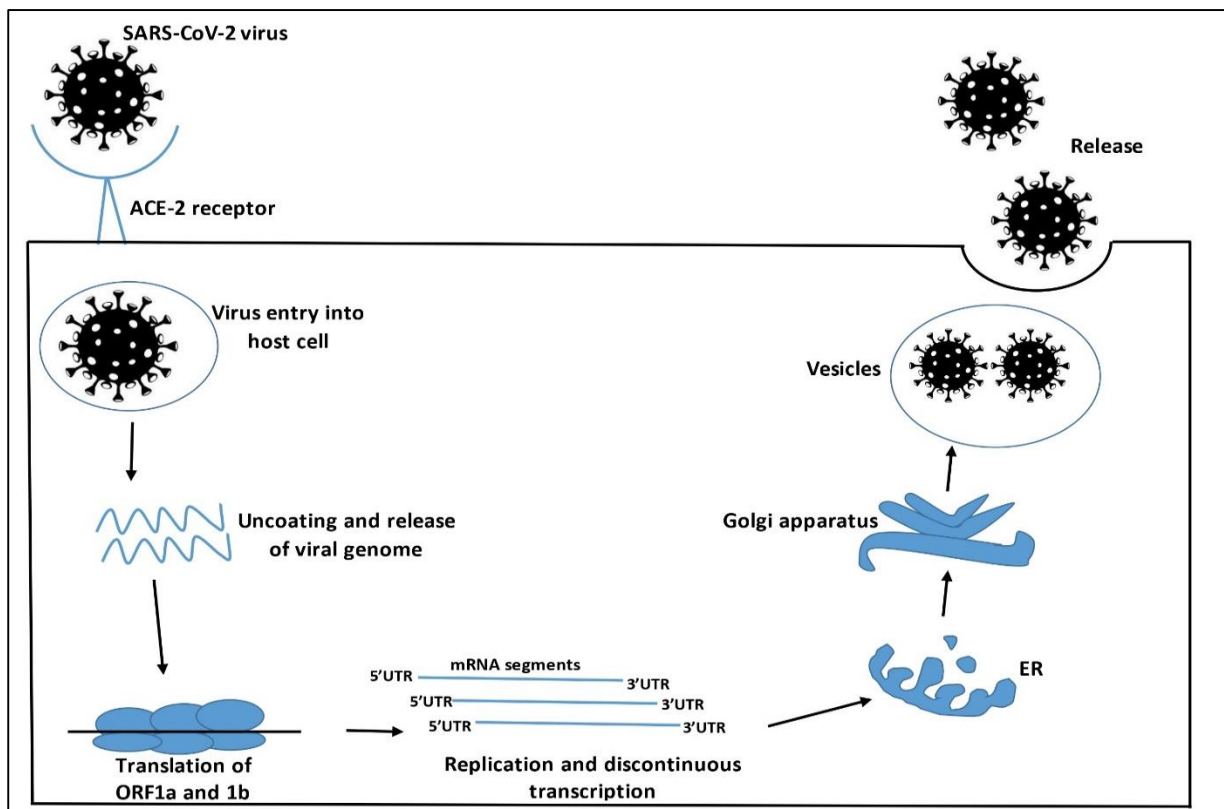 SARS-CoV-2 virus
ACE-2 receptor
Virus entry into
host cell
Uncoating and release
of viral genome
Translation of
ORF1a and 1b
mRNA segments
5'UTR
3'UTR
5'UTR
3'UTR
5'UTR
3'UTR
Replication and discontinuous
transcription
ER
Golgi apparatus
Vesicles
Release